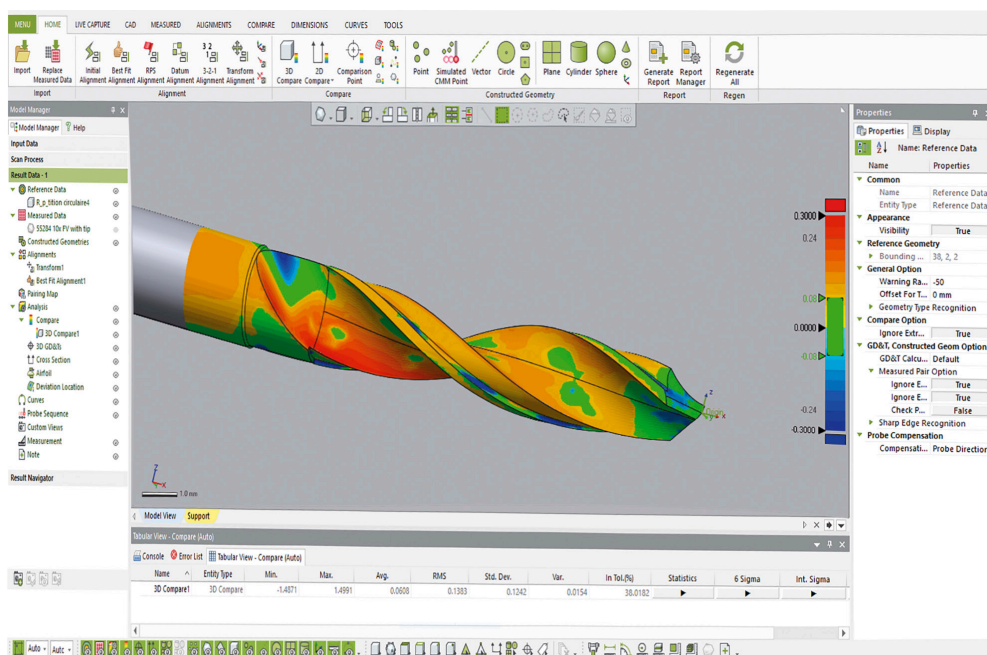 MENU HOME LIVE CAPTURE CAD MEASURED ALIGNMENTS COMPARE DIMENSIONS CURVES TOOLS
Import Replace Measured Data Initial Alignment Best Fit Alignment RPS Alignment Datum Alignment 3-2-1 Alignment Transform Alignment 3D Compare 2D Compare Comparison Point Point Simulated CMM Point Vector Circle Plane Cylinder Sphere Generate Report Report Manager Regenerate All
Import Alignment Compare Constructed Geometry Report Regen
Model Manager
Model Manager Help
Input Data
Scan Process
Result Data - 1
Reference Data
R_p_tition circulaire4
Measured Data
S5284 10x FV with tip
Constructed Geometries
Alignments
Transform1
Best Fit Alignment1
Pairing Map
Analysis
Compare
3D Compare1
3D GD&Ts
Cross Section
Airfoil
Deviation Location
Curves
Probe Sequence
Custom Views
Measurement
Note
Result Navigator
0.3000
0.24
0.08
0.0000
-0.08
-0.24
-0.3000
Z
X
1.0 mm
Z
X
Origin
Properties
Properties Display
Name: Reference Data
Name Properties
Common
Name Reference Data
Entity Type Reference Data
Appearance
Visibility True
Reference Geometry
Bounding ... 38, 2, 2
General Option
Warning Ra... -50
Offset For T... 0 mm
Geometry Type Recognition
Compare Option
Ignore Extr... True
GD&T, Constructed Geom Option
GD&T Calcu... Default
Measured Pair Option
Ignore E... True
Ignore E... True
Check P... False
Sharp Edge Recognition
Probe Compensation
Compensati... Probe Direction
Model View Support
Tabular View - Compare (Auto)
Console Error List Tabular View - Compare (Auto)
Name Entity Type Min. Max. Avg. RMS Std. Dev. Var. In Tol.(%) Statistics 6 Sigma Int. Sigma
3D Compare1 3D Compare -1.4871 1.4991 0.0608 0.1383 0.1242 0.0154 38.0182
Auto Autc